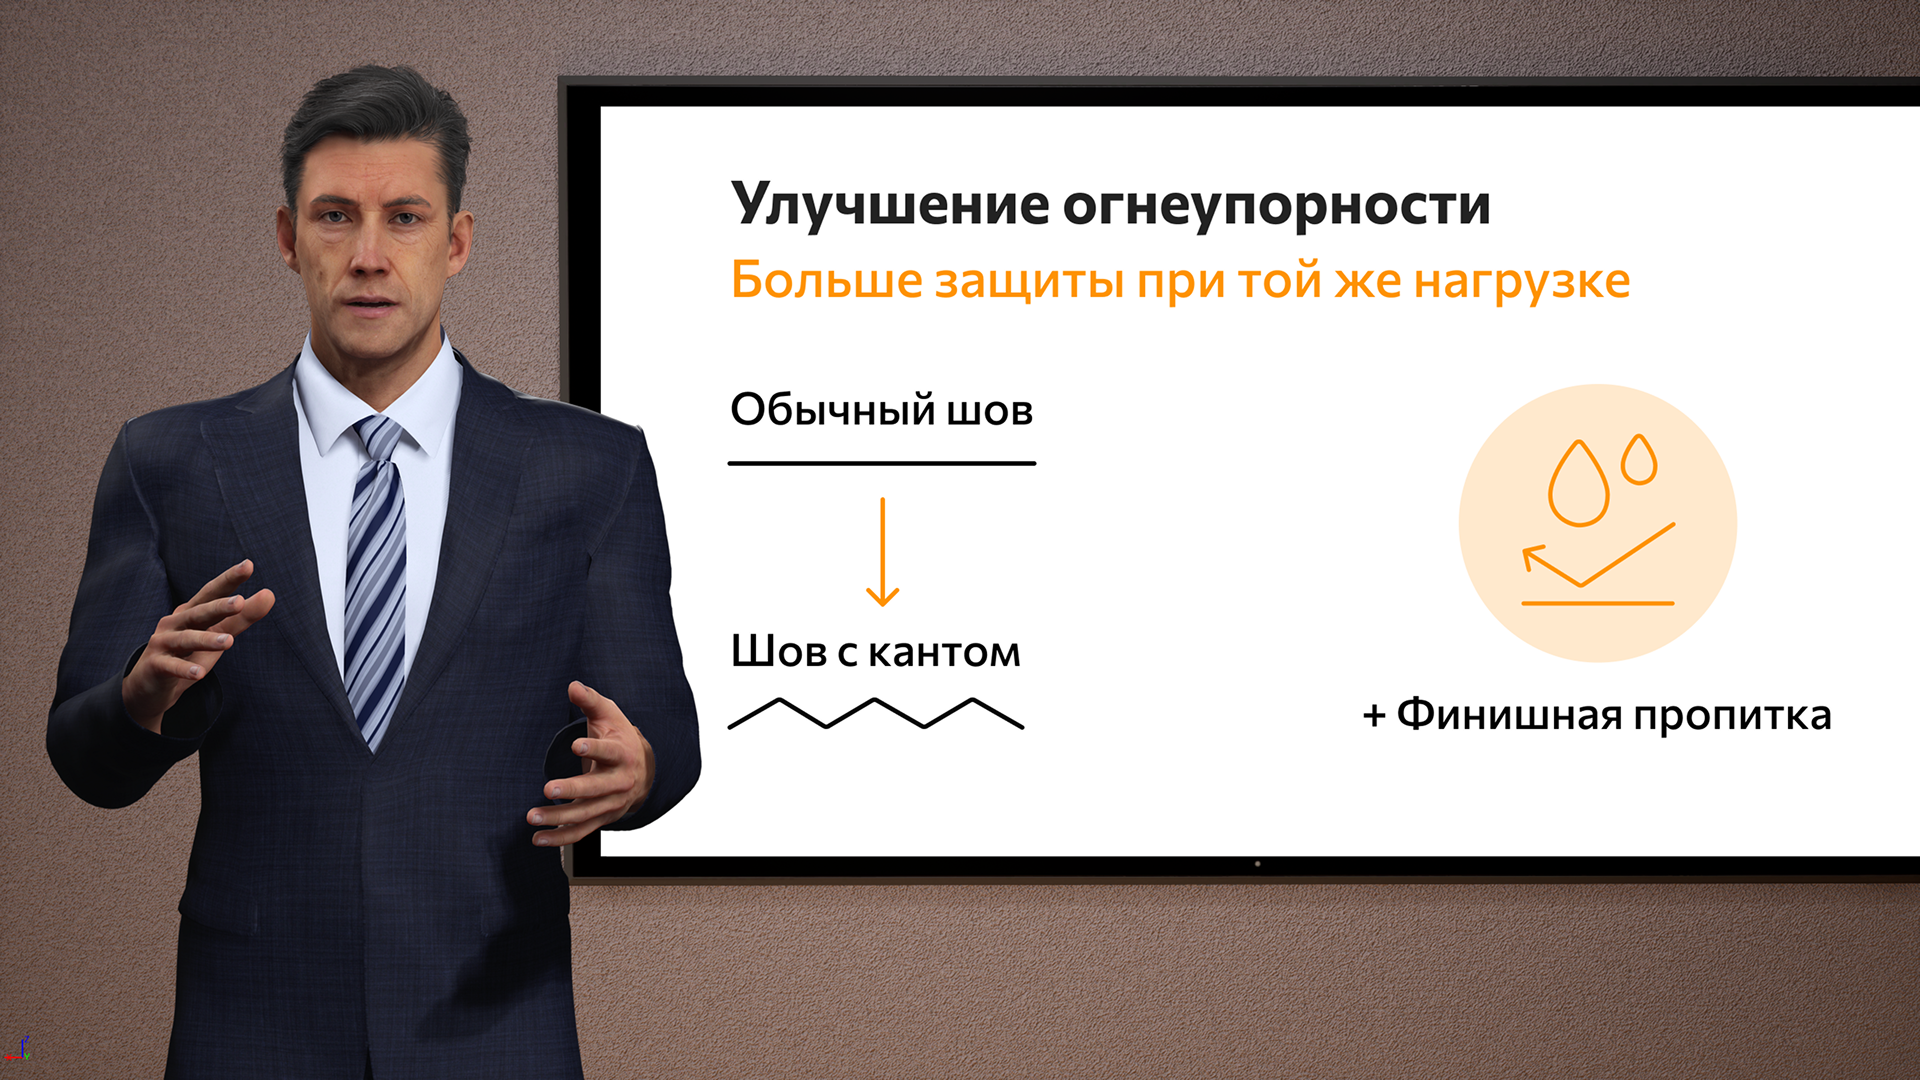 Улучшение огнеупорности
Больше защиты при той же нагрузке
Обычный шов
Шов с кантом
+ Финишная пропитка